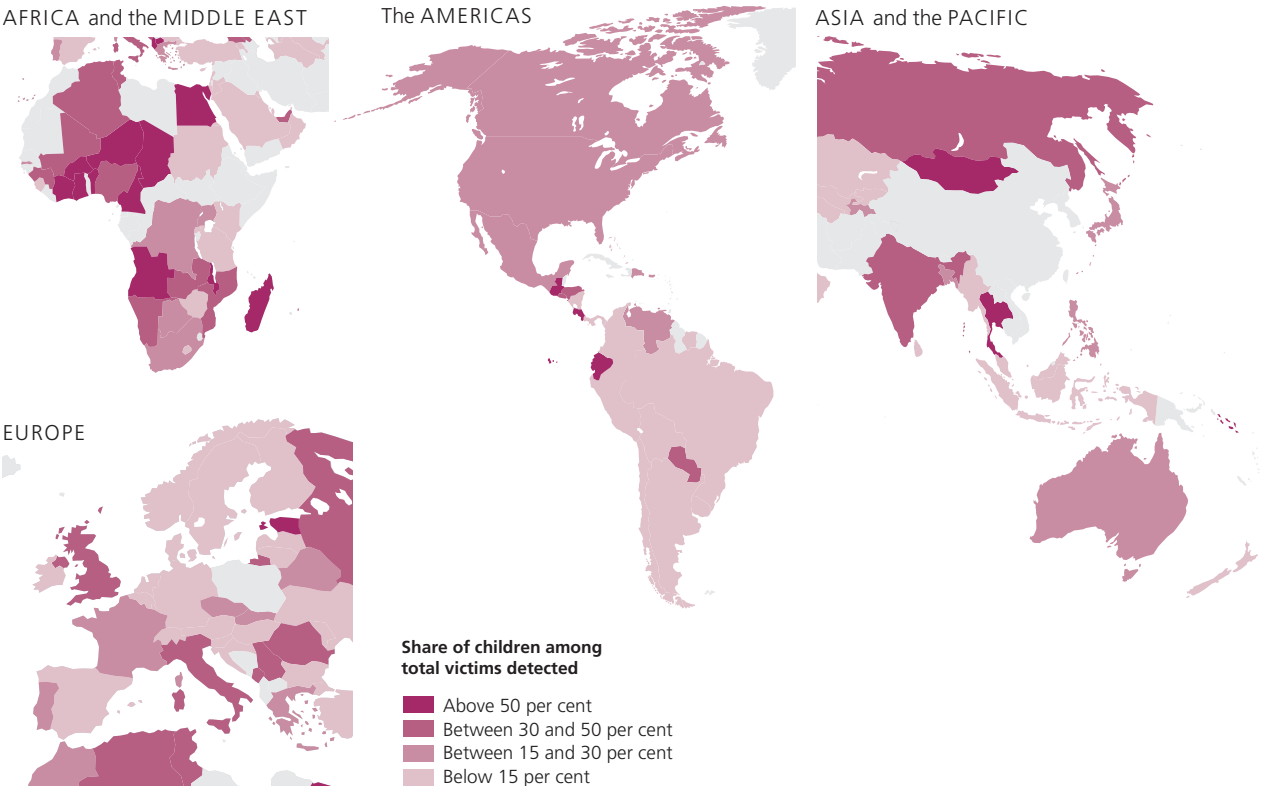 AFRICA and the MIDDLE EAST
The AMERICAS
ASIA and the PACIFIC
EUROPE
Share of children among
total victims detected
Above 50 per cent
Between 30 and 50 per cent
Between 15 and 30 per cent
Below 15 per cent